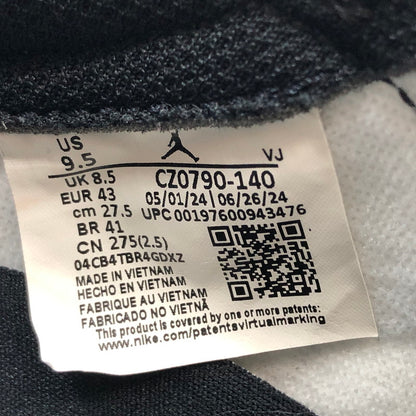 US
9.5
VJ
UK 8.5
CZ0790-140
EUR 43
05/01/24 | 06/26/24
cm 27.5
UPC 00197600943476
BR 41
CN 275(2.5)
04CB4TBR4GDXZ
MADE IN VIETNAM
HECHO EN VIETNAM
FABRIQUE AU VIETNAM
FABRICADO NO VIETNÃ
This product is covered by one or more patents:
www.nike.com/patentsvirtualmarking